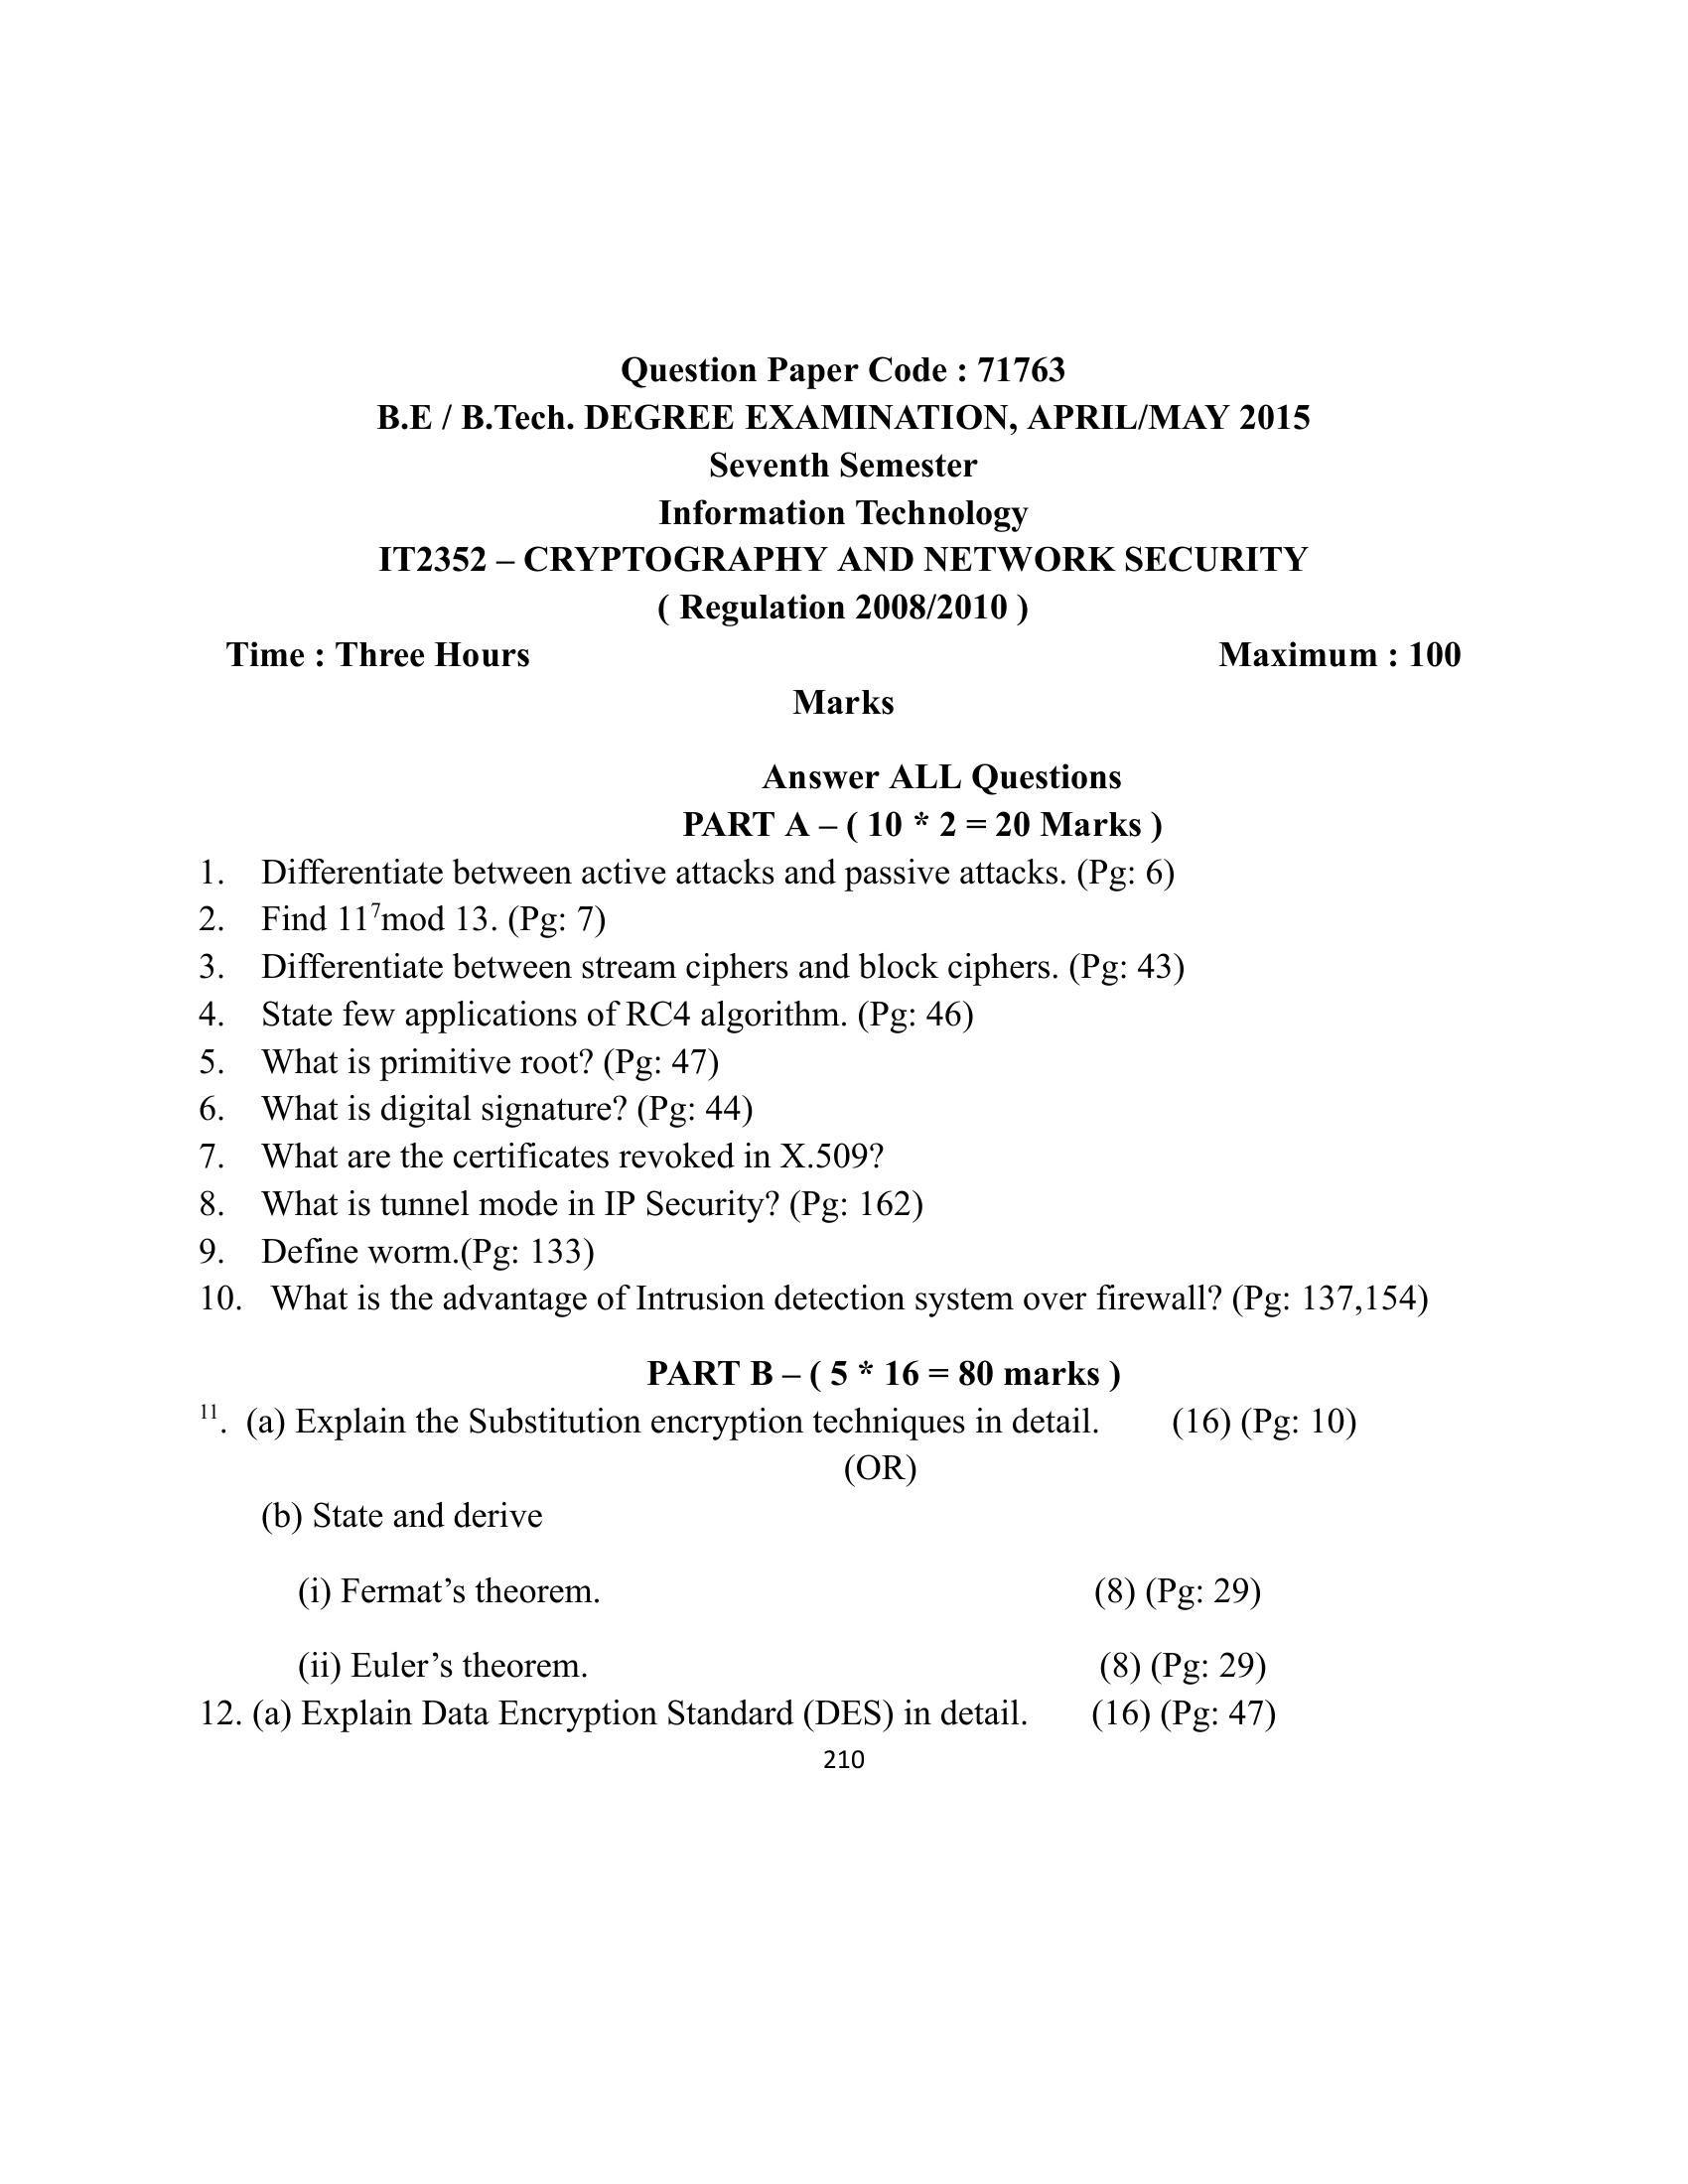 Question Paper Code : 71763
B.E / B.Tech. DEGREE EXAMINATION, APRIL/MAY 2015
Seventh Semester
Information Technology
IT2352 – CRYPTOGRAPHY AND NETWORK SECURITY
( Regulation 2008/2010 )
Time : Three Hours Maximum : 100
Marks
Answer ALL Questions
PART A – ( 10 * 2 = 20 Marks )
1. Differentiate between active attacks and passive attacks. (Pg: 6)
2. Find 11⁷mod 13. (Pg: 7)
3. Differentiate between stream ciphers and block ciphers. (Pg: 43)
4. State few applications of RC4 algorithm. (Pg: 46)
5. What is primitive root? (Pg: 47)
6. What is digital signature? (Pg: 44)
7. What are the certificates revoked in X.509?
8. What is tunnel mode in IP Security? (Pg: 162)
9. Define worm.(Pg: 133)
10. What is the advantage of Intrusion detection system over firewall? (Pg: 137,154)
PART B – ( 5 * 16 = 80 marks )
¹¹. (a) Explain the Substitution encryption techniques in detail. (16) (Pg: 10)
(OR)
(b) State and derive
(i) Fermat’s theorem. (8) (Pg: 29)
(ii) Euler’s theorem. (8) (Pg: 29)
12. (a) Explain Data Encryption Standard (DES) in detail. (16) (Pg: 47)
210